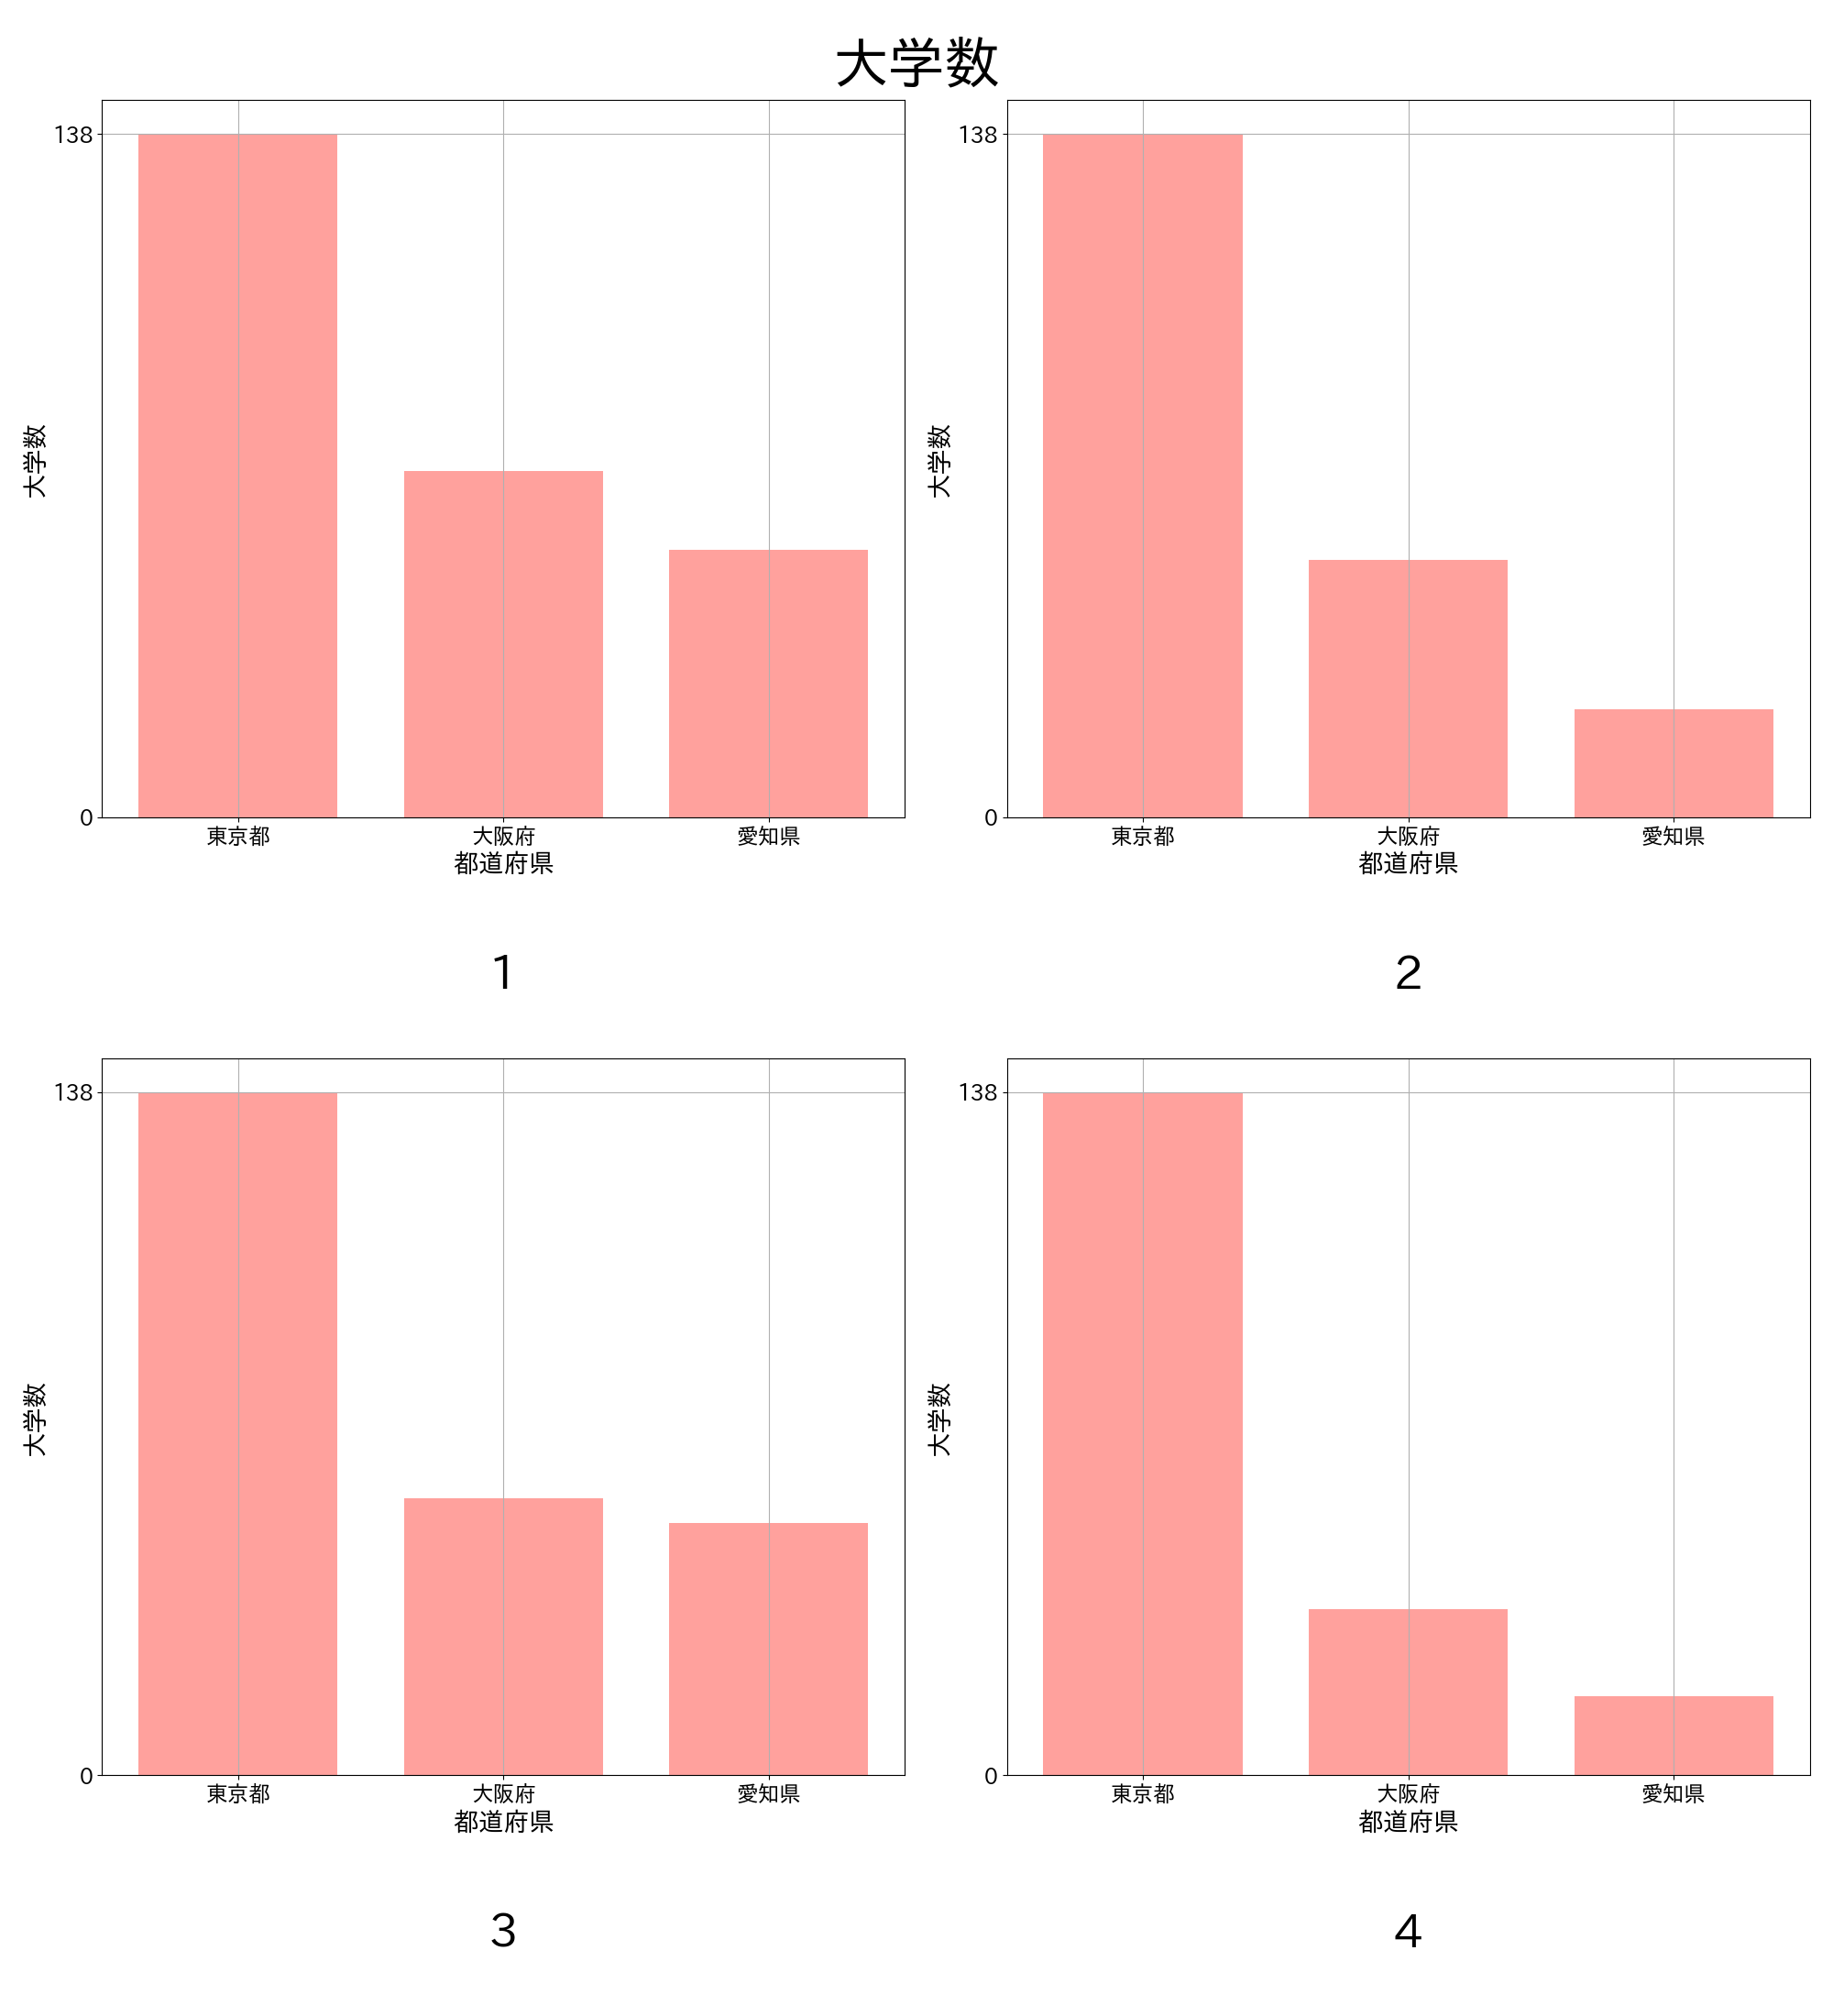 大学数
138
0
大学数
東京都 大阪府 愛知県
都道府県
1
138
0
大学数
東京都 大阪府 愛知県
都道府県
2
138
0
大学数
東京都 大阪府 愛知県
都道府県
3
138
0
大学数
東京都 大阪府 愛知県
都道府県
4